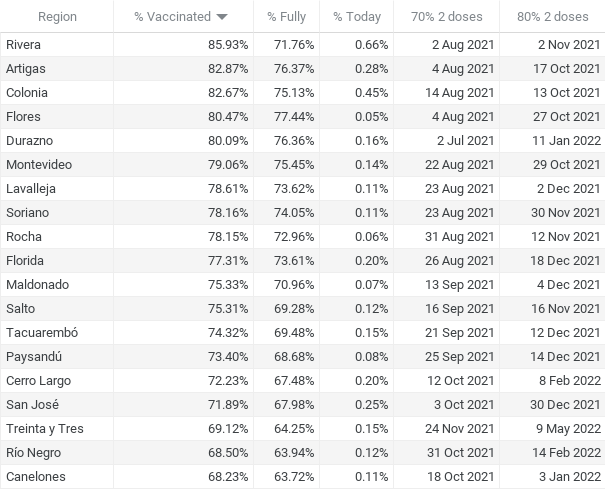 Region % Vaccinated % Fully % Today 70% 2 doses 80% 2 doses
Rivera 85.93% 71.76% 0.66% 2 Aug 2021 2 Nov 2021
Artigas 82.87% 76.37% 0.28% 4 Aug 2021 17 Oct 2021
Colonia 82.67% 75.13% 0.45% 14 Aug 2021 13 Oct 2021
Flores 80.47% 77.44% 0.05% 4 Aug 2021 27 Oct 2021
Durazno 80.09% 76.36% 0.16% 2 Jul 2021 11 Jan 2022
Montevideo 79.06% 75.45% 0.14% 22 Aug 2021 29 Oct 2021
Lavalleja 78.61% 73.62% 0.11% 23 Aug 2021 2 Dec 2021
Soriano 78.16% 74.05% 0.11% 23 Aug 2021 30 Nov 2021
Rocha 78.15% 72.96% 0.06% 31 Aug 2021 12 Nov 2021
Florida 77.31% 73.61% 0.20% 26 Aug 2021 18 Dec 2021
Maldonado 75.33% 70.96% 0.07% 13 Sep 2021 4 Dec 2021
Salto 75.31% 69.28% 0.12% 16 Sep 2021 16 Nov 2021
Tacuarembó 74.32% 69.48% 0.15% 21 Sep 2021 12 Dec 2021
Paysandú 73.40% 68.68% 0.08% 25 Sep 2021 14 Dec 2021
Cerro Largo 72.23% 67.48% 0.20% 12 Oct 2021 8 Feb 2022
San José 71.89% 67.98% 0.25% 3 Oct 2021 30 Dec 2021
Treinta y Tres 69.12% 64.25% 0.15% 24 Nov 2021 9 May 2022
Río Negro 68.50% 63.94% 0.12% 31 Oct 2021 14 Feb 2022
Canelones 68.23% 63.72% 0.11% 18 Oct 2021 3 Jan 2022